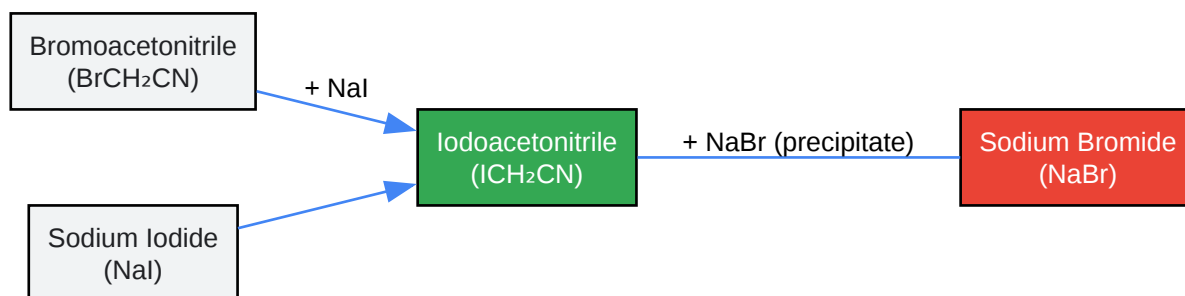 Bromoacetonitrile
(BrCH₂CN)
+ NaI
Iodoacetonitrile
(ICH₂CN)
+ NaBr (precipitate)
Sodium Bromide
(NaBr)
Sodium Iodide
(NaI)